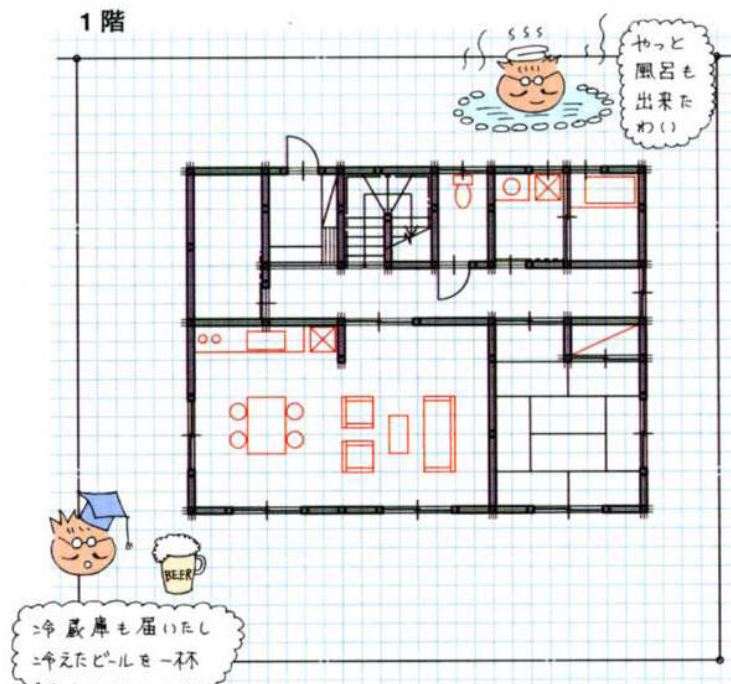 1階
やっと
風呂も
出来た
わい
BEER
冷蔵庫も届いたし
冷えたビールを一杯